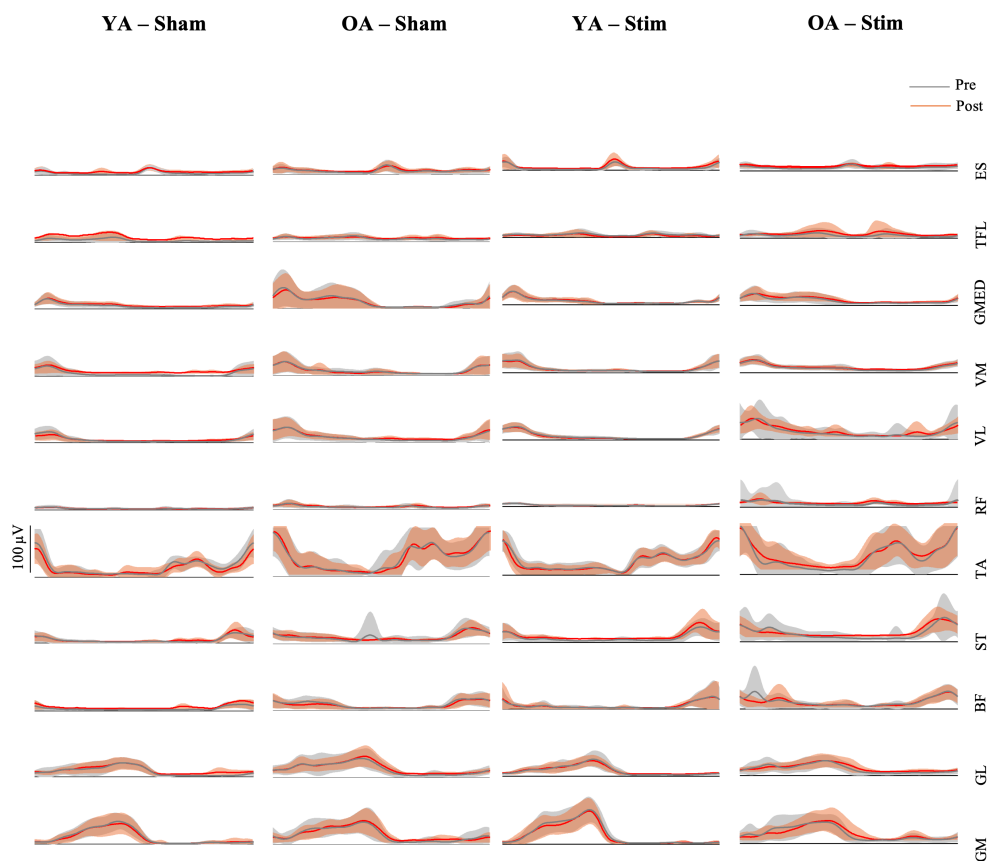 YA – Sham
OA – Sham
YA – Stim
OA – Stim
Pre
Post
ES
TFL
GMED
VM
VL
RF
100 µV
TA
ST
BF
GL
GM